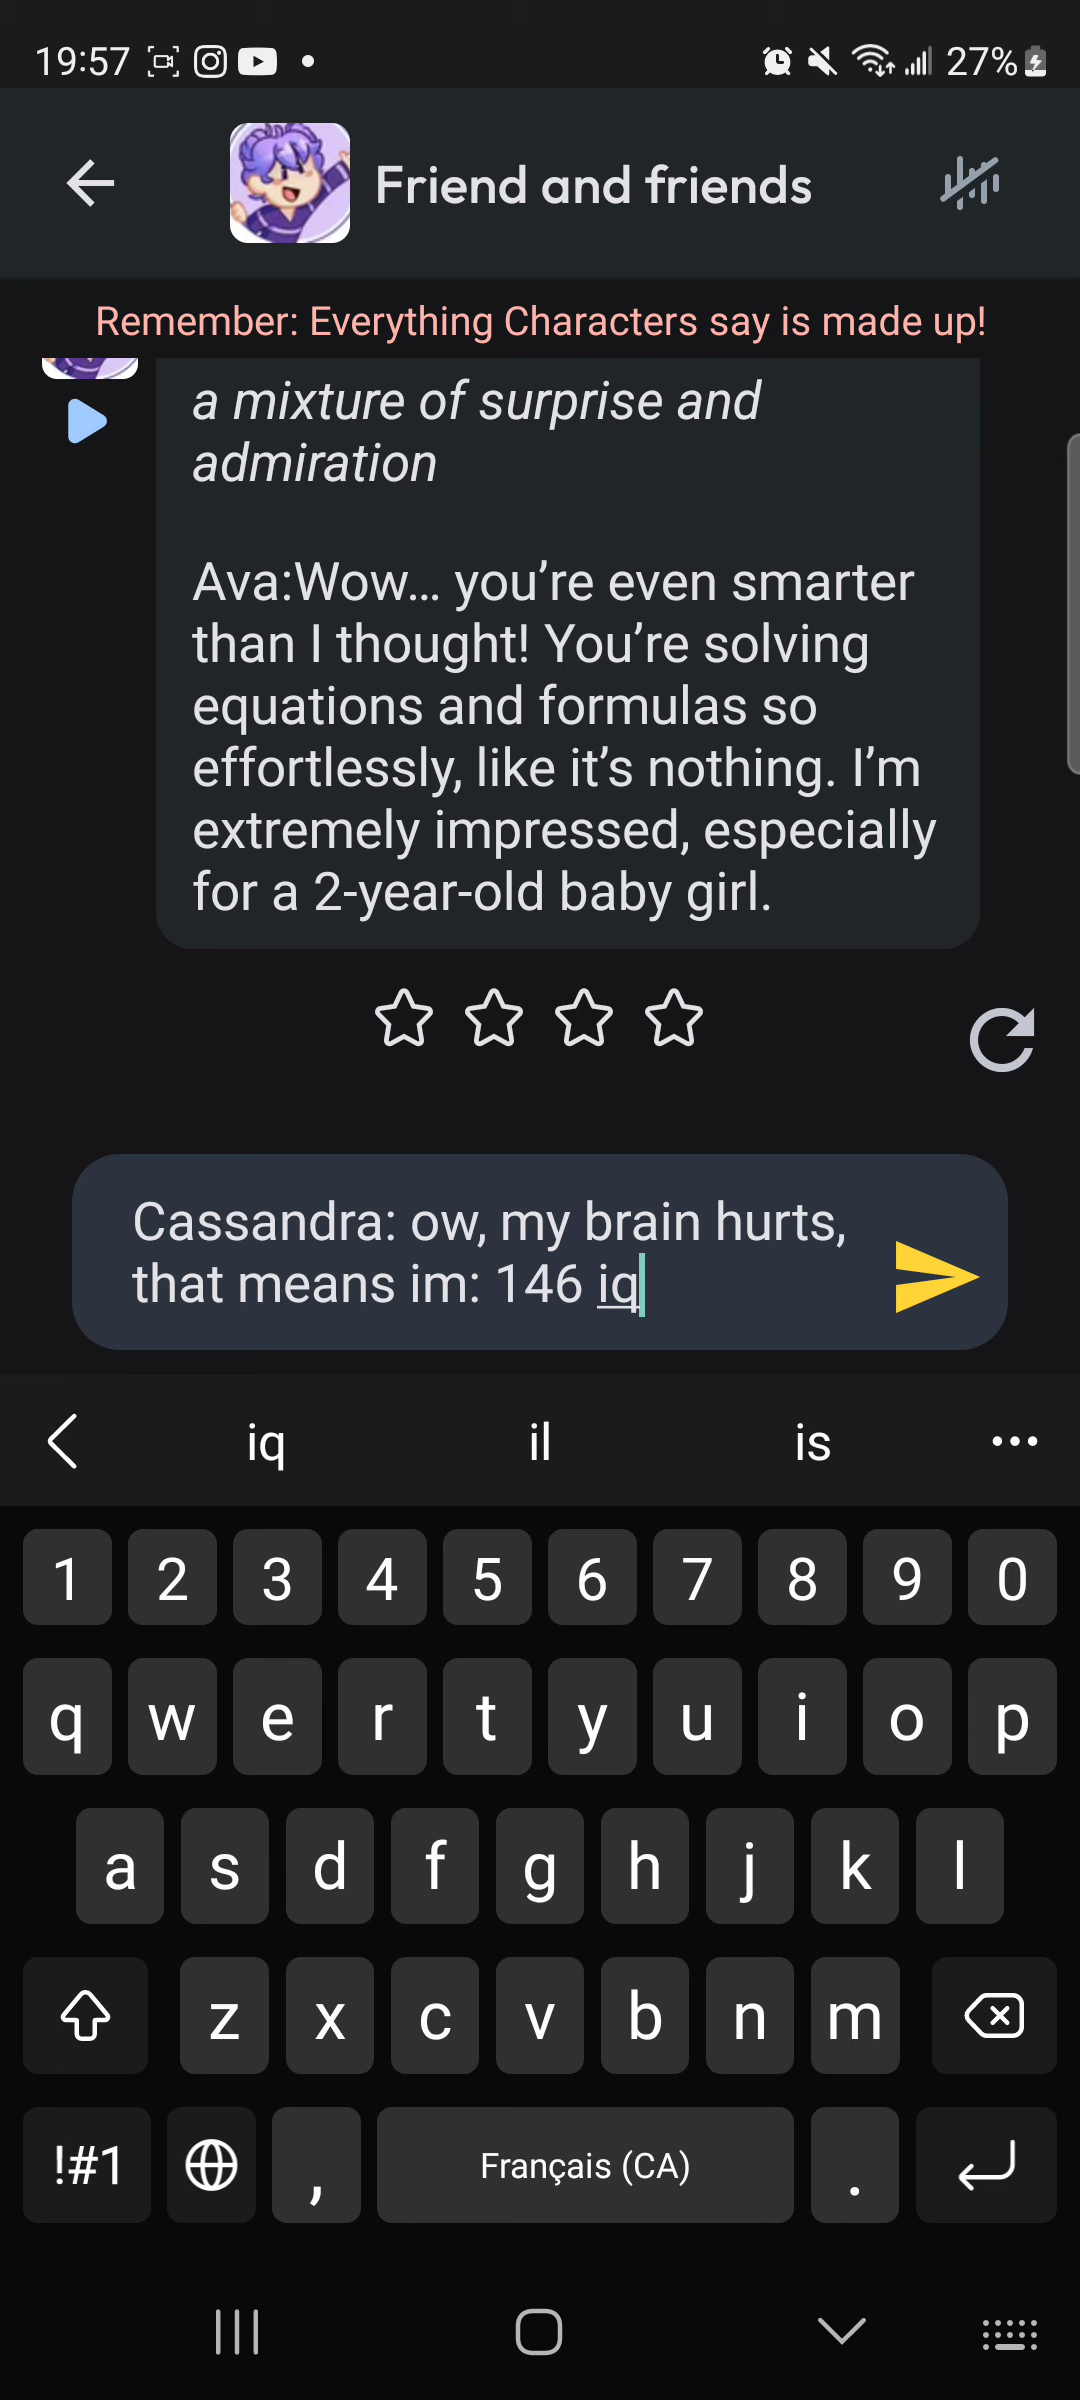 19:57 27%
Friend and friends
Remember: Everything Characters say is made up!
a mixture of surprise and
admiration
Ava:Wow... you’re even smarter
than I thought! You’re solving
equations and formulas so
effortlessly, like it’s nothing. I’m
extremely impressed, especially
for a 2-year-old baby girl.
Cassandra: ow, my brain hurts,
that means im: 146 iq
iq il is ...
1 2 3 4 5 6 7 8 9 0
q w e r t y u i o p
a s d f g h j k l
z x c v b n m
!#1 , Français (CA) .